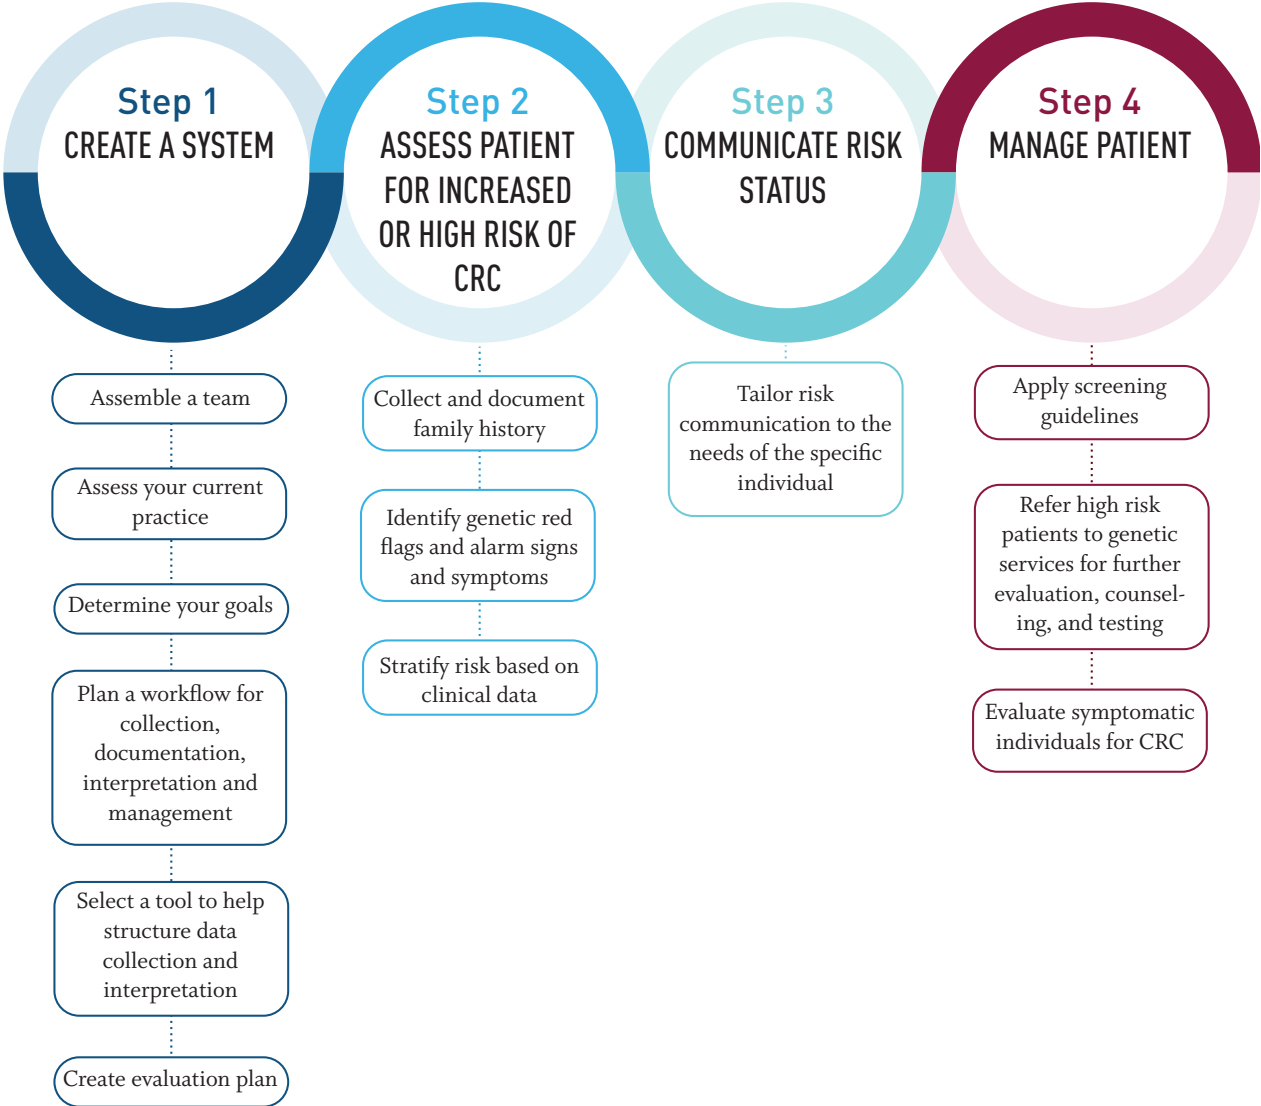 Step 1
CREATE A SYSTEM
Assemble a team
Assess your current
practice
Determine your goals
Plan a workflow for
collection,
documentation,
interpretation and
management
Select a tool to help
structure data
collection and
interpretation
Create evaluation plan
Step 2
ASSESS PATIENT
FOR INCREASED
OR HIGH RISK OF
CRC
Collect and document
family history
Identify genetic red
flags and alarm signs
and symptoms
Stratify risk based on
clinical data
Step 3
COMMUNICATE RISK
STATUS
Tailor risk
communication to the
needs of the specific
individual
Step 4
MANAGE PATIENT
Apply screening
guidelines
Refer high risk
patients to genetic
services for further
evaluation, counsel-
ing, and testing
Evaluate symptomatic
individuals for CRC